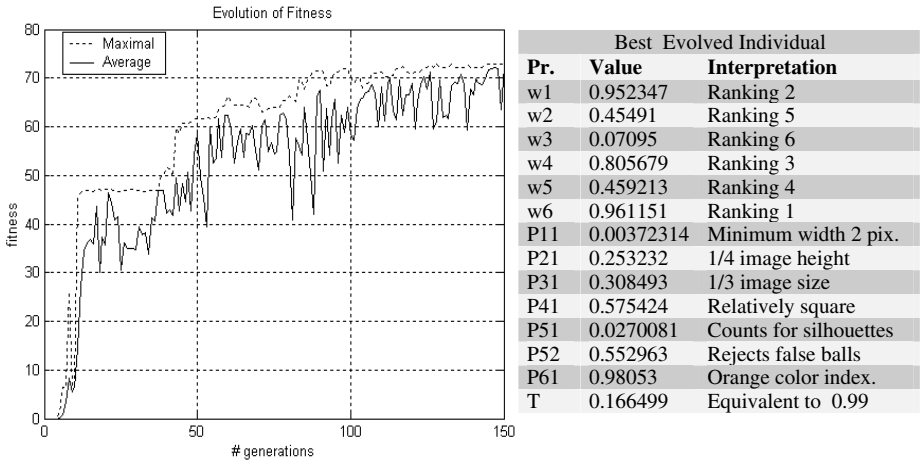 Evolution of Fitness
80
70
60
50
40
30
20
10
0
fitness
Maximal
Average
0
50
100
150
# generations
Best Evolved Individual
Pr. Value Interpretation
w1 0.952347 Ranking 2
w2 0.45491 Ranking 5
w3 0.07095 Ranking 6
w4 0.805679 Ranking 3
w5 0.459213 Ranking 4
w6 0.961151 Ranking 1
P11 0.00372314 Minimum width 2 pix.
P21 0.253232 1/4 image height
P31 0.308493 1/3 image size
P41 0.575424 Relatively square
P51 0.0270081 Counts for silhouettes
P52 0.552963 Rejects false balls
P61 0.98053 Orange color index.
T 0.166499 Equivalent to 0.99